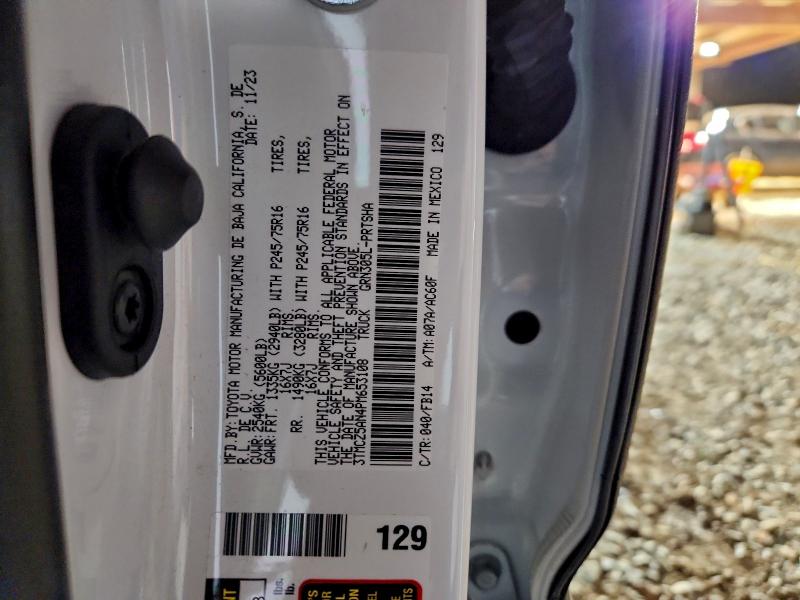 MFD.BY:TOYOTA MOTOR MANUFACTURING DE BAJA CALIFORNIA,S.DE
R.L. DE C.V. DATE: 11/23
GVWR: 2540KG (5600LB)
GAWR:FRT. 1335KG (2940LB) WITH P245/75R16 TIRES,
16X7J RIMS.
RR. 1490KG (3280LB) WITH P245/75R16 TIRES,
16X7J RIMS.
THIS VEHICLE CONFORMS TO ALL APPLICABLE FEDERAL MOTOR
VEHICLE SAFETY AND THEFT PREVENTION STANDARDS IN EFFECT ON
THE DATE OF MANUFACTURE SHOWN ABOVE.
3TMCZ5AN4PM653108 TRUCK GRN305L-PRTSHA
C/TR: 040/FB14 A/TM: A07A/AC60F MADE IN MEXICO 129
129
lbs.
lb.